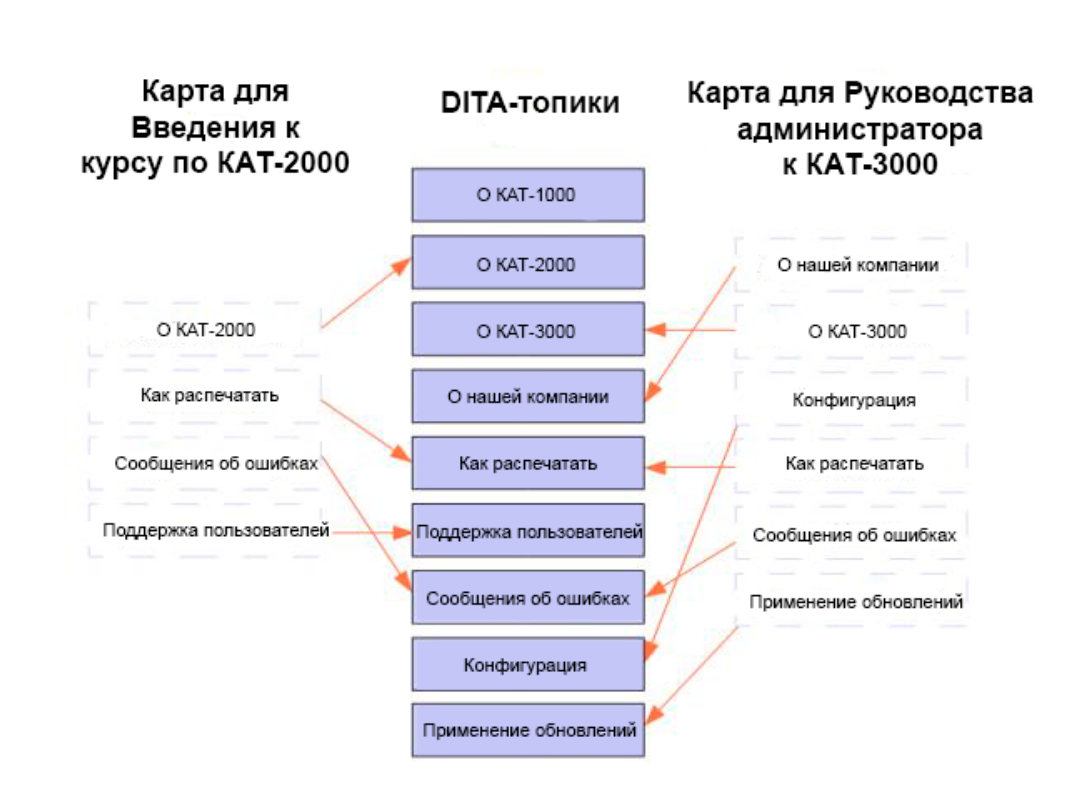 Карта для
Введения к
курсу по КАТ-2000
О КАТ-2000
Как распечатать
Сообщения об ошибках
Поддержка пользователей
DITA-топики
О КАТ-1000
О КАТ-2000
О КАТ-3000
О нашей компании
Как распечатать
Поддержка пользователей
Сообщения об ошибках
Конфигурация
Применение обновлений
Карта для Руководства
администратора
к КАТ-3000
О нашей компании
О КАТ-3000
Конфигурация
Как распечатать
Сообщения об ошибках
Применение обновлений